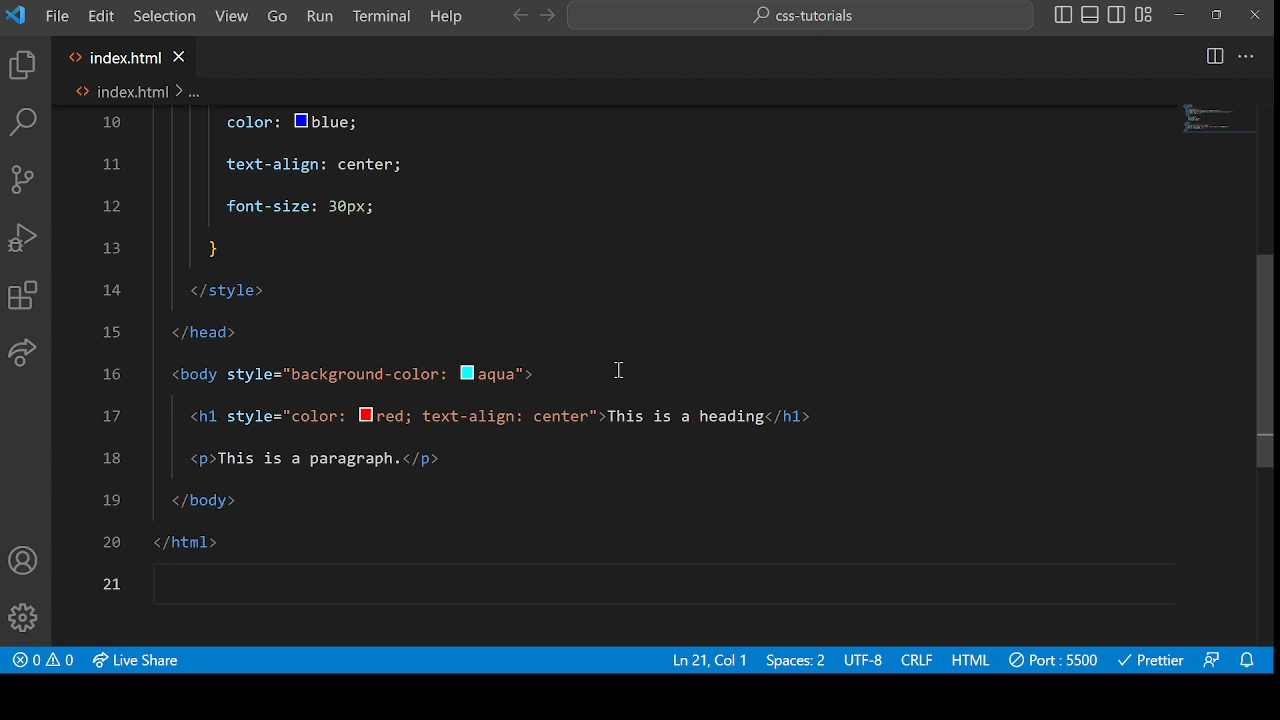 File Edit Selection View Go Run Terminal Help css-tutorials
index.html
index.html > ...
10 color: blue;
11 text-align: center;
12 font-size: 30px;
13 }
14 </style>
15 </head>
16 <body style="background-color: aqua">
17 <h1 style="color: red; text-align: center">This is a heading</h1>
18 <p>This is a paragraph.</p>
19 </body>
20 </html>
21
0 0 Live Share Ln 21, Col 1 Spaces: 2 UTF-8 CRLF HTML Port : 5500 Prettier